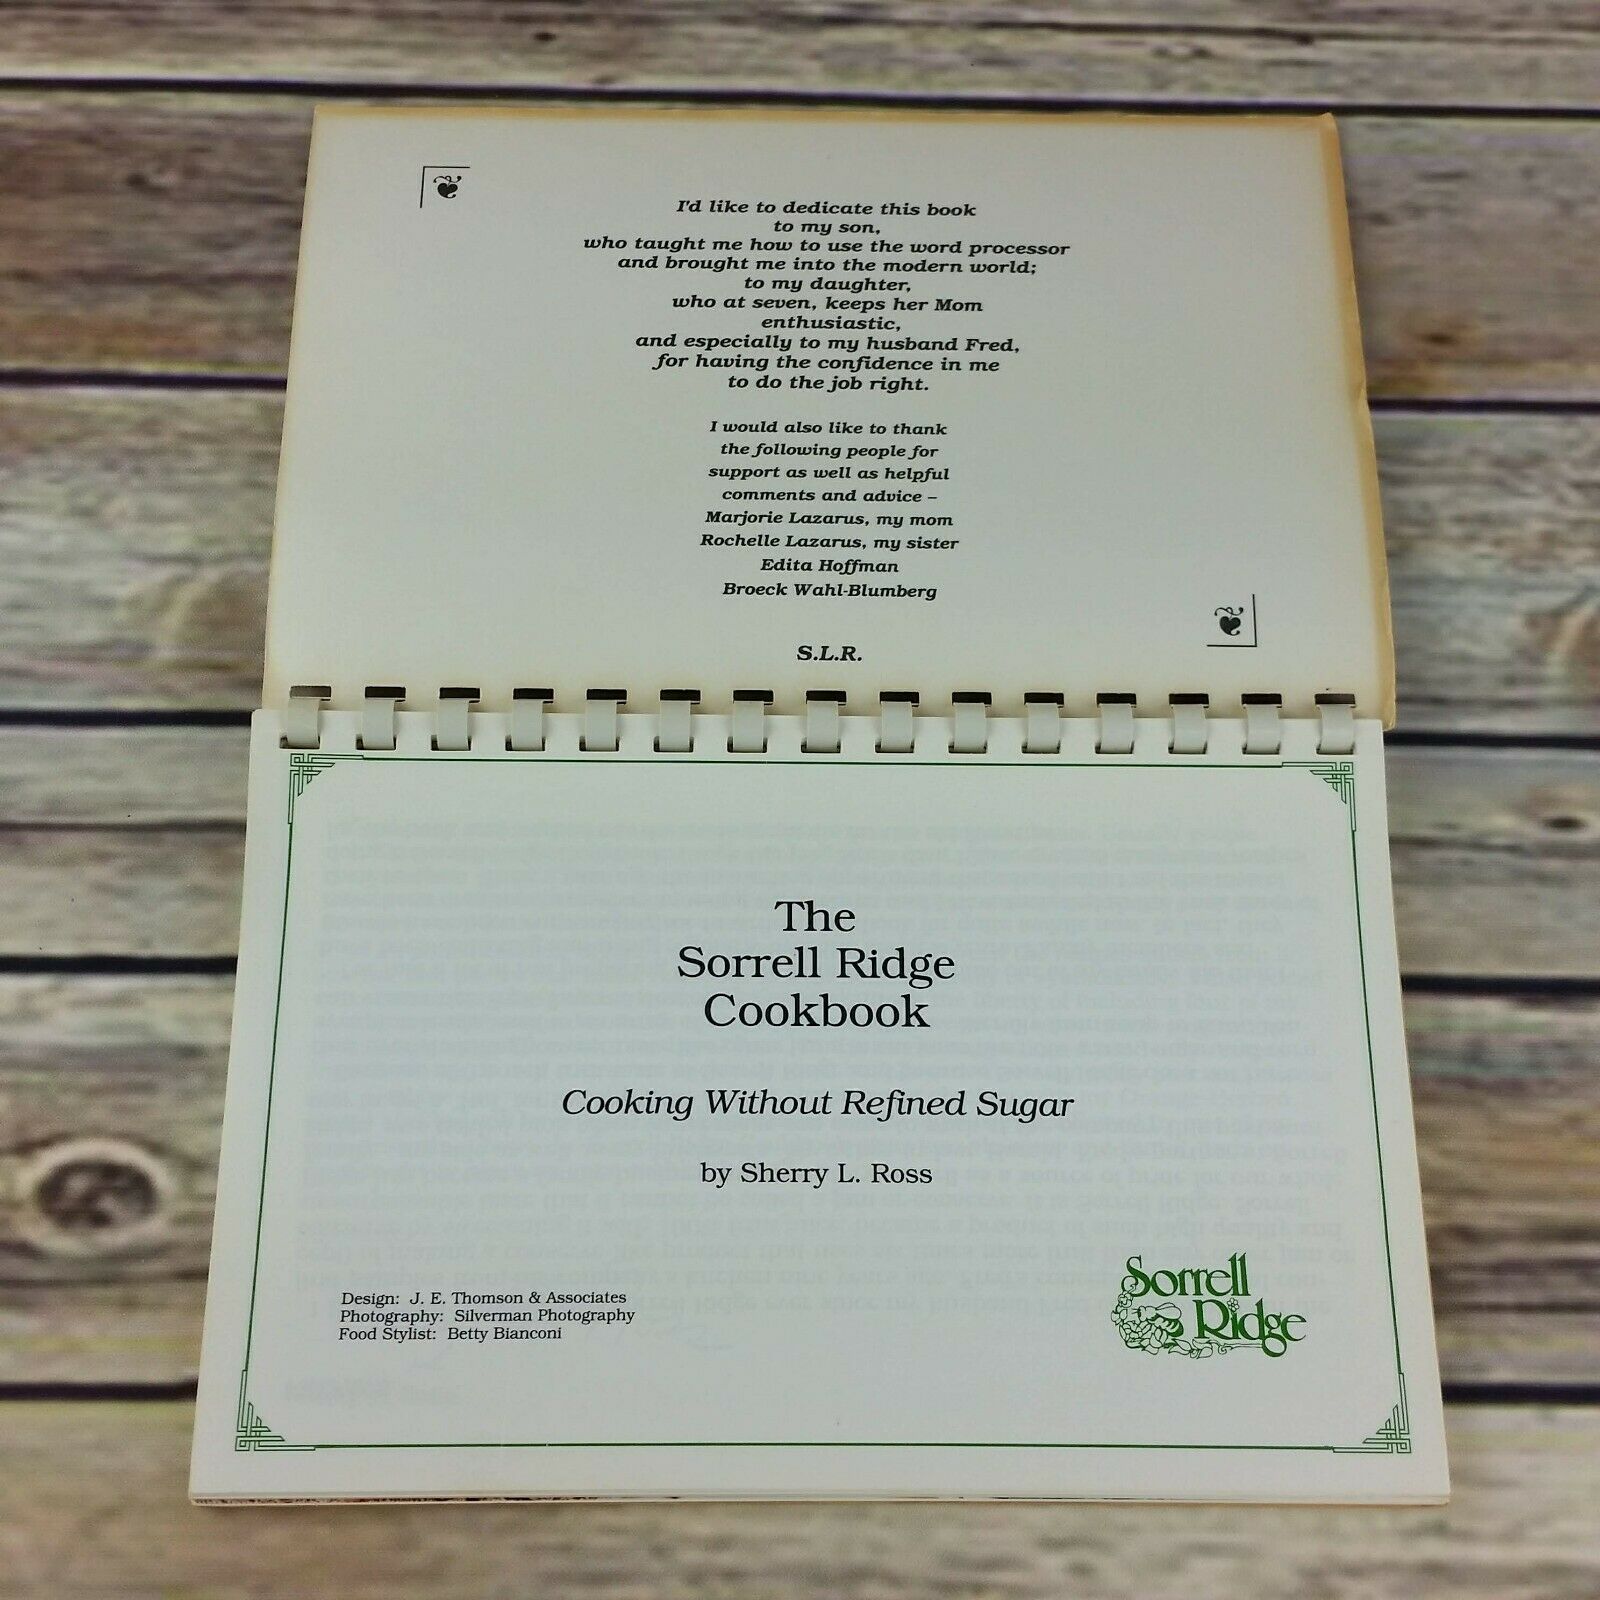 I'd like to dedicate this book
to my son,
who taught me how to use the word processor
and brought me into the modern world;
to my daughter,
who at seven, keeps her Mom
enthusiastic,
and especially to my husband Fred,
for having the confidence in me
to do the job right.
I would also like to thank
the following people for
support as well as helpful
comments and advice –
Marjorie Lazarus, my mom
Rochelle Lazarus, my sister
Edita Hoffman
Broeck Wahl-Blumberg
S.L.R.
The
Sorrell Ridge
Cookbook
Cooking Without Refined Sugar
by Sherry L. Ross
Design: J. E. Thomson & Associates
Photography: Silverman Photography
Food Stylist: Betty Bianconi
Sorrell
Ridge